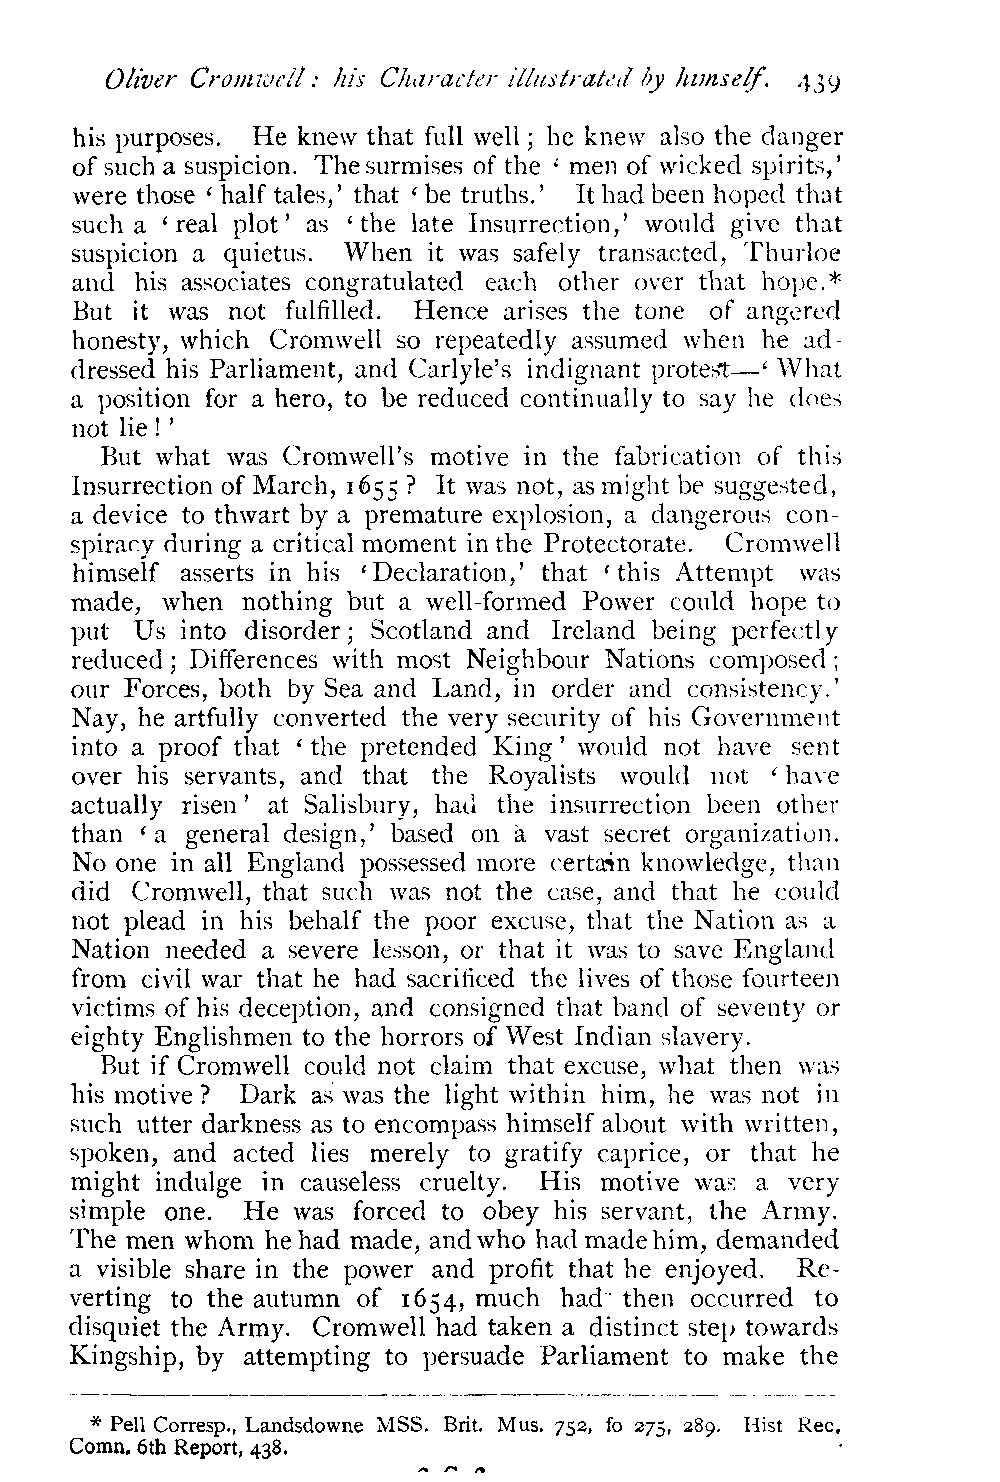 Oliver Cromwell: his Character illustrated by himself. 439
his purposes. He knew that full well; he knew also the danger
of such a suspicion. The surmises of the ‘ men of wicked spirits,’
were those ‘ half tales,’ that ‘ be truths.’ It had been hoped that
such a ‘ real plot’ as ‘ the late Insurrection,’ would give that
suspicion a quietus. When it was safely transacted, Thurloe
and his associates congratulated each other over that hope.*
But it was not fulfilled. Hence arises the tone of angered
honesty, which Cromwell so repeatedly assumed when he ad-
dressed his Parliament, and Carlyle’s indignant protest—‘ What
a position for a hero, to be reduced continually to say he does
not lie!’
But what was Cromwell’s motive in the fabrication of this
Insurrection of March, 1655? It was not, as might be suggested,
a device to thwart by a premature explosion, a dangerous con-
spiracy during a critical moment in the Protectorate. Cromwell
himself asserts in his ‘Declaration,’ that ‘ this Attempt was
made, when nothing but a well-formed Power could hope to
put Us into disorder; Scotland and Ireland being perfectly
reduced; Differences with most Neighbour Nations composed;
our Forces, both by Sea and Land, in order and consistency.’
Nay, he artfully converted the very security of his Government
into a proof that ‘ the pretended King’ would not have sent
over his servants, and that the Royalists would not ‘ have
actually risen’ at Salisbury, had the insurrection been other
than ‘ a general design,’ based on a vast secret organization.
No one in all England possessed more certain knowledge, than
did Cromwell, that such was not the case, and that he could
not plead in his behalf the poor excuse, that the Nation as a
Nation needed a severe lesson, or that it was to save England
from civil war that he had sacrificed the lives of those fourteen
victims of his deception, and consigned that band of seventy or
eighty Englishmen to the horrors of West Indian slavery.
But if Cromwell could not claim that excuse, what then was
his motive? Dark as was the light within him, he was not in
such utter darkness as to encompass himself about with written,
spoken, and acted lies merely to gratify caprice, or that he
might indulge in causeless cruelty. His motive was a very
simple one. He was forced to obey his servant, the Army.
The men whom he had made, and who had made him, demanded
a visible share in the power and profit that he enjoyed. Re-
verting to the autumn of 1654, much had then occurred to
disquiet the Army. Cromwell had taken a distinct step towards
Kingship, by attempting to persuade Parliament to make the
* Pell Corresp., Landsdowne MSS. Brit. Mus. 752, fo 275, 289. Hist Rec.
Comn. 6th Report, 438.